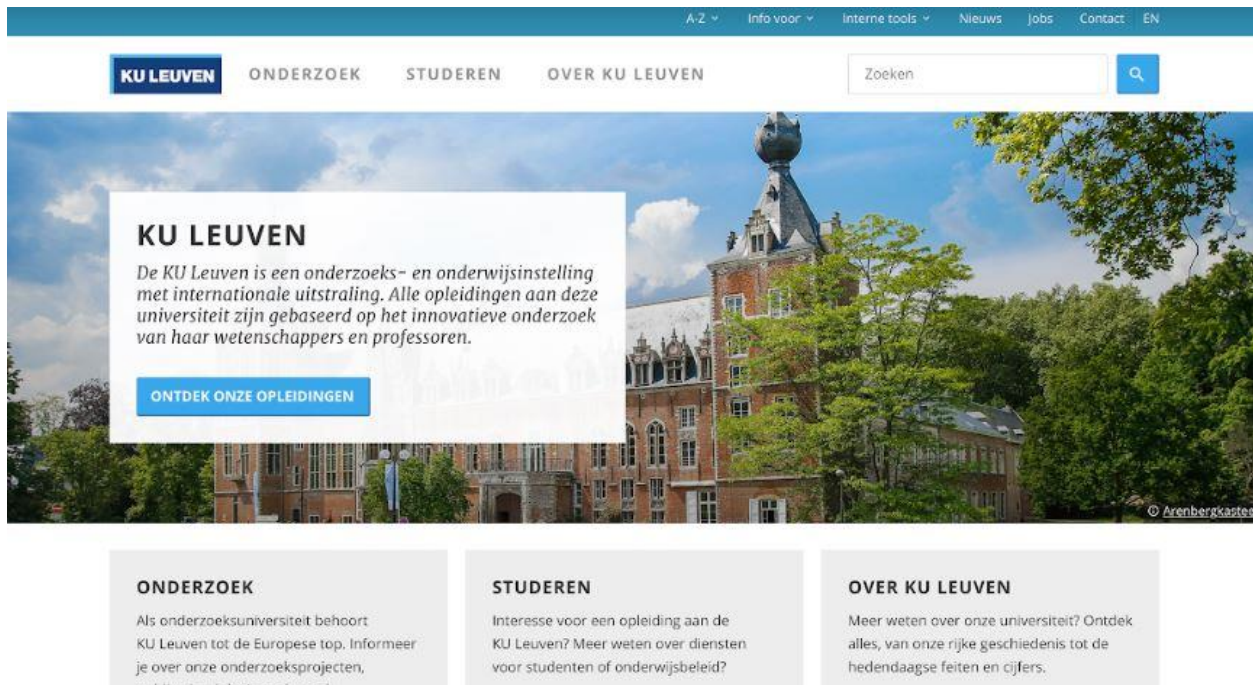 A-Z Info voor Interne tools Nieuws Jobs Contact EN
KU LEUVEN ONDERZOEK STUDEREN OVER KU LEUVEN Zoeken
KU LEUVEN
De KU Leuven is een onderzoeks- en onderwijsinstelling
met internationale uitstraling. Alle opleidingen aan deze
universiteit zijn gebaseerd op het innovatieve onderzoek
van haar wetenschappers en professoren.
ONTDEK ONZE OPLEIDINGEN
Arenbergkastee
ONDERZOEK
Als onderzoeksuniversiteit behoort
KU Leuven tot de Europese top. Informeer
je over onze onderzoeksprojecten,
STUDEREN
Interesse voor een opleiding aan de
KU Leuven? Meer weten over diensten
voor studenten of onderwijsbeleid?
OVER KU LEUVEN
Meer weten over onze universiteit? Ontdek
alles, van onze rijke geschiedenis tot de
hedendaagse feiten en cijfers.